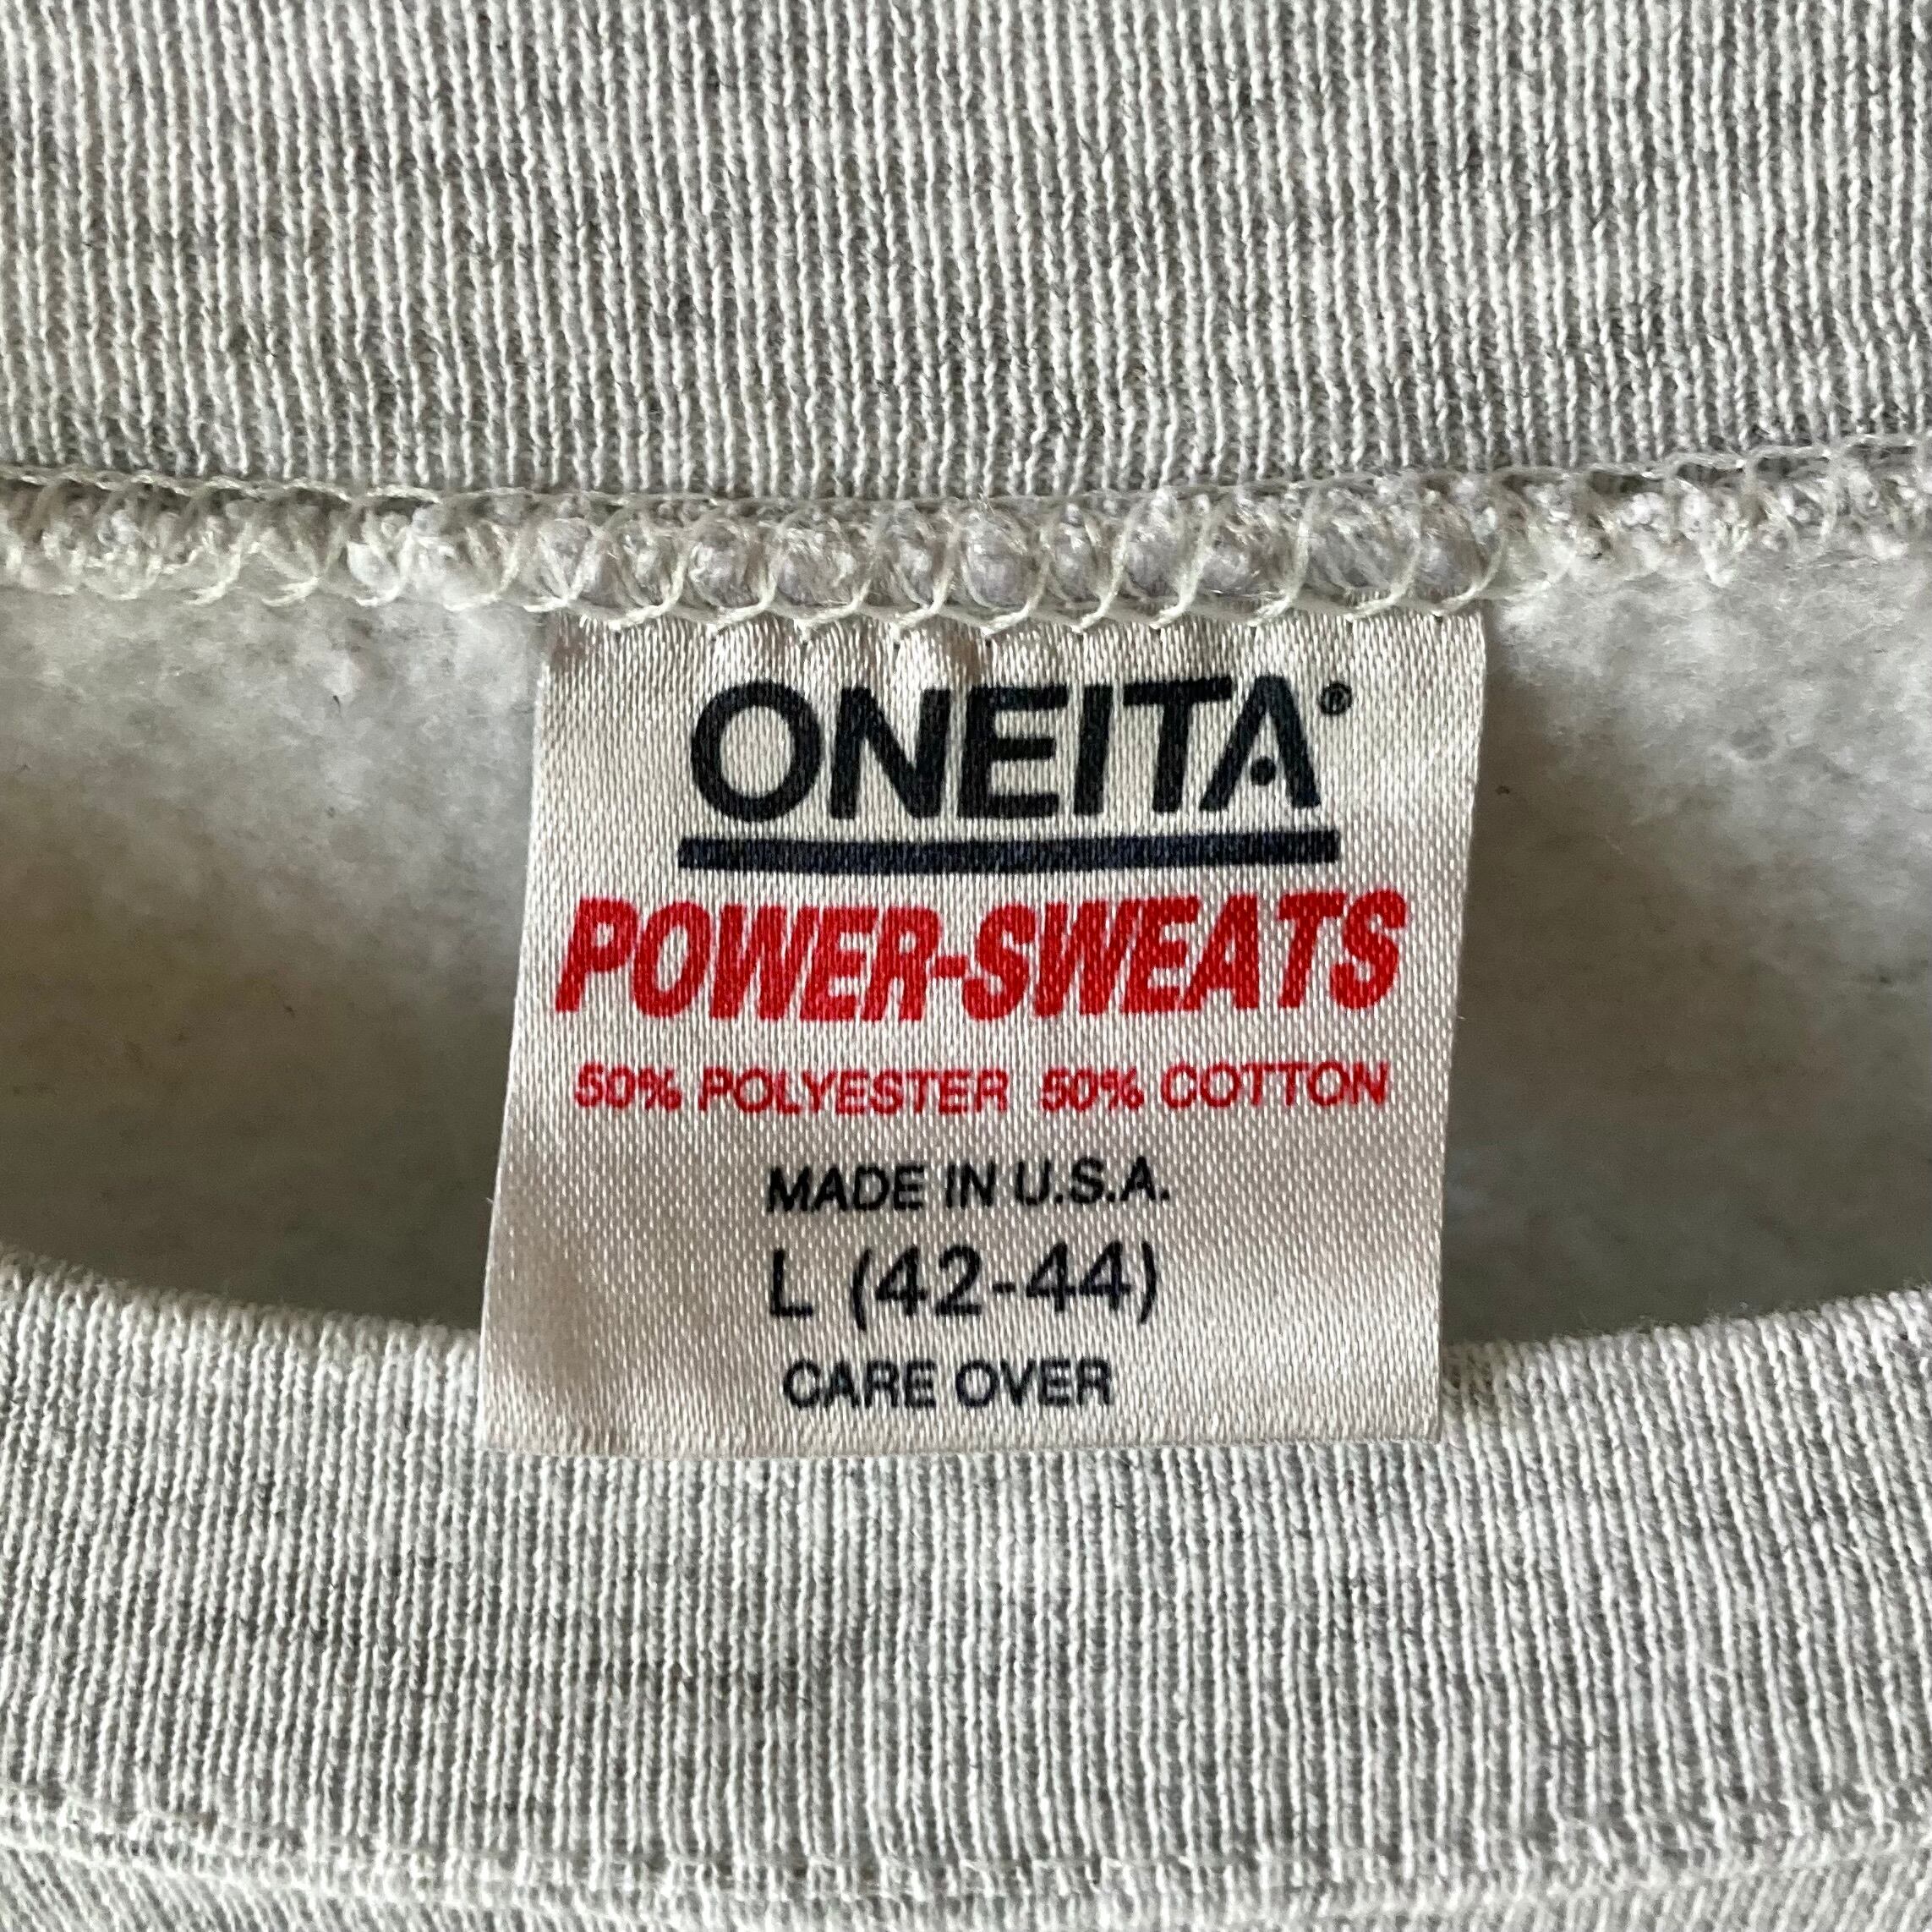 ONEITA®
POWER-SWEATS
50% POLYESTER 50% COTTON
MADE IN U.S.A.
L (42-44)
CARE OVER